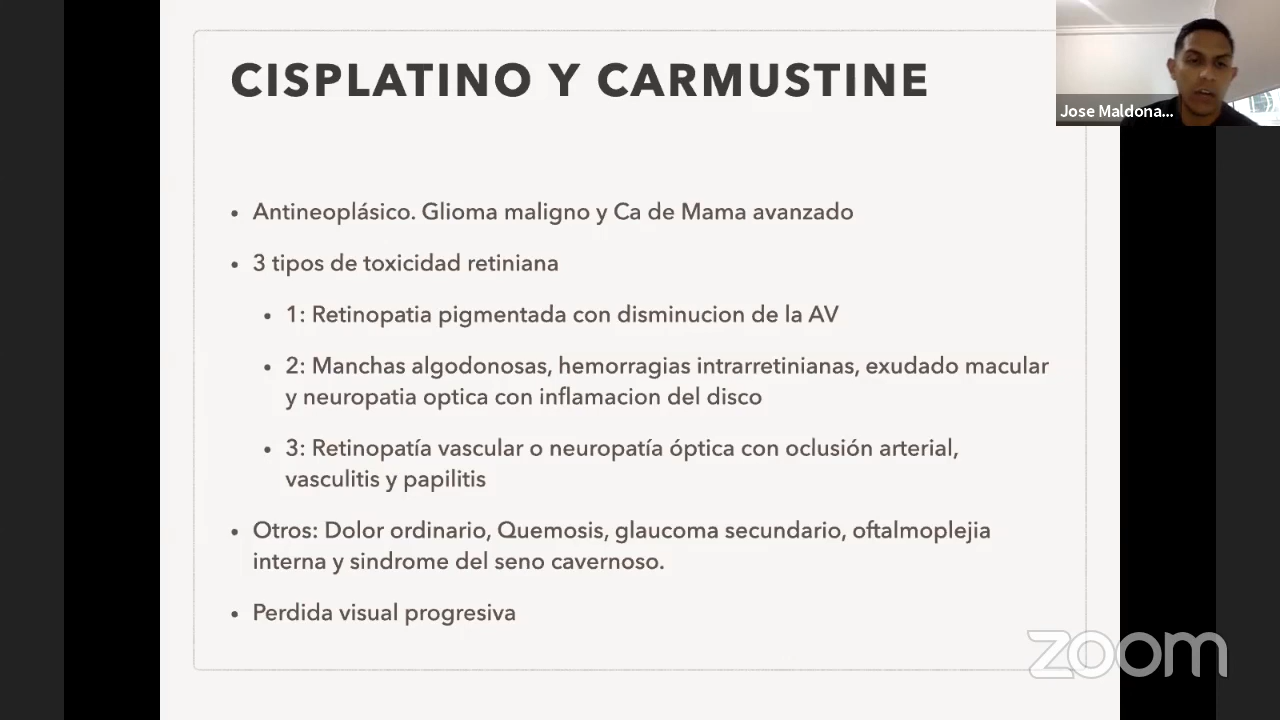 CISPLATINO Y CARMUSTINE
Jose Maldona...
• Antineoplásico. Glioma maligno y Ca de Mama avanzado
• 3 tipos de toxicidad retiniana
• 1: Retinopatia pigmentada con disminucion de la AV
• 2: Manchas algodonosas, hemorragias intrarretinianas, exudado macular
y neuropatia optica con inflamacion del disco
• 3: Retinopatía vascular o neuropatía óptica con oclusión arterial,
vasculitis y papilitis
• Otros: Dolor ordinario, Quemosis, glaucoma secundario, oftalmoplejia
interna y sindrome del seno cavernoso.
• Perdida visual progresiva
zoom